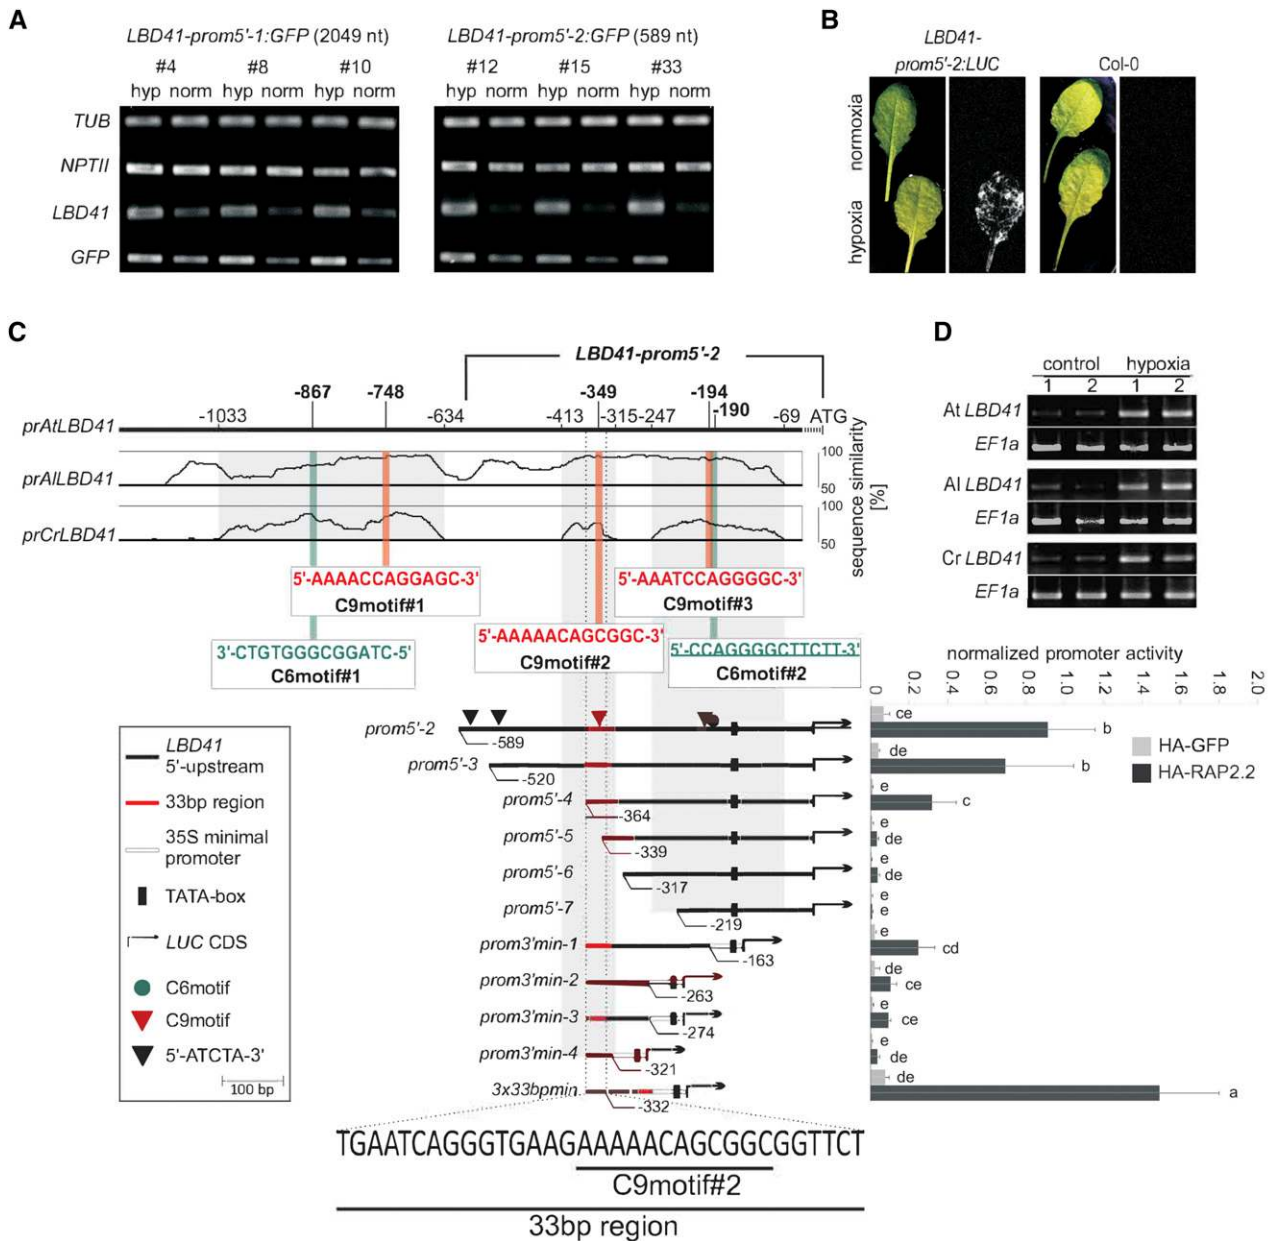 A
LBD41-prom5'-1:GFP (2049 nt)
#4 #8 #10
hyp norm hyp norm hyp norm
LBD41-prom5'-2:GFP (589 nt)
#12 #15 #33
hyp norm hyp norm hyp norm
TUB
NPTII
LBD41
GFP
B
LBD41-
prom5'-2:LUC
Col-0
normoxia
hypoxia
C
LBD41-prom5'-2
-867 -748 -349 -194
-1033 -634 -413 -315 -247 -190 -69 ATG
prAtLBD41
prAlLBD41
prCrLBD41
100
50
100
50
sequence similarity
[%]
5'-AAAACCAGGAGC-3'
C9motif#1
5'-AAATCCAGGGGC-3'
C9motif#3
3'-CTGTGGGCGGATC-5'
C6motif#1
5'-AAAAACAGCGGC-3'
C9motif#2
5'-CCAGGGGCTTCTT-3'
C6motif#2
D
control hypoxia
1 2 1 2
At LBD41
EF1a
Al LBD41
EF1a
Cr LBD41
EF1a
normalized promoter activity
0 0.2 0.4 0.6 0.8 1.0 1.2 1.4 1.6 1.8 2.0
HA-GFP
HA-RAP2.2
LBD41
5'-upstream
33bp region
35S minimal
promoter
TATA-box
LUC CDS
C6motif
C9motif
5'-ATCTA-3'
100 bp
prom5'-2
-589
ce
b
prom5'-3
-520
de
b
prom5'-4
-364
e
c
prom5'-5
-339
e
de
prom5'-6
-317
e
de
prom5'-7
-219
e
e
prom3'min-1
-163
e
cd
prom3'min-2
-263
de
ce
prom3'min-3
-274
e
ce
prom3'min-4
-321
e
de
3x33bpmin
-332
de
a
TGAATCAGGGTGAAGAAAAACAGCGGCGGTTCT
C9motif#2
33bp region